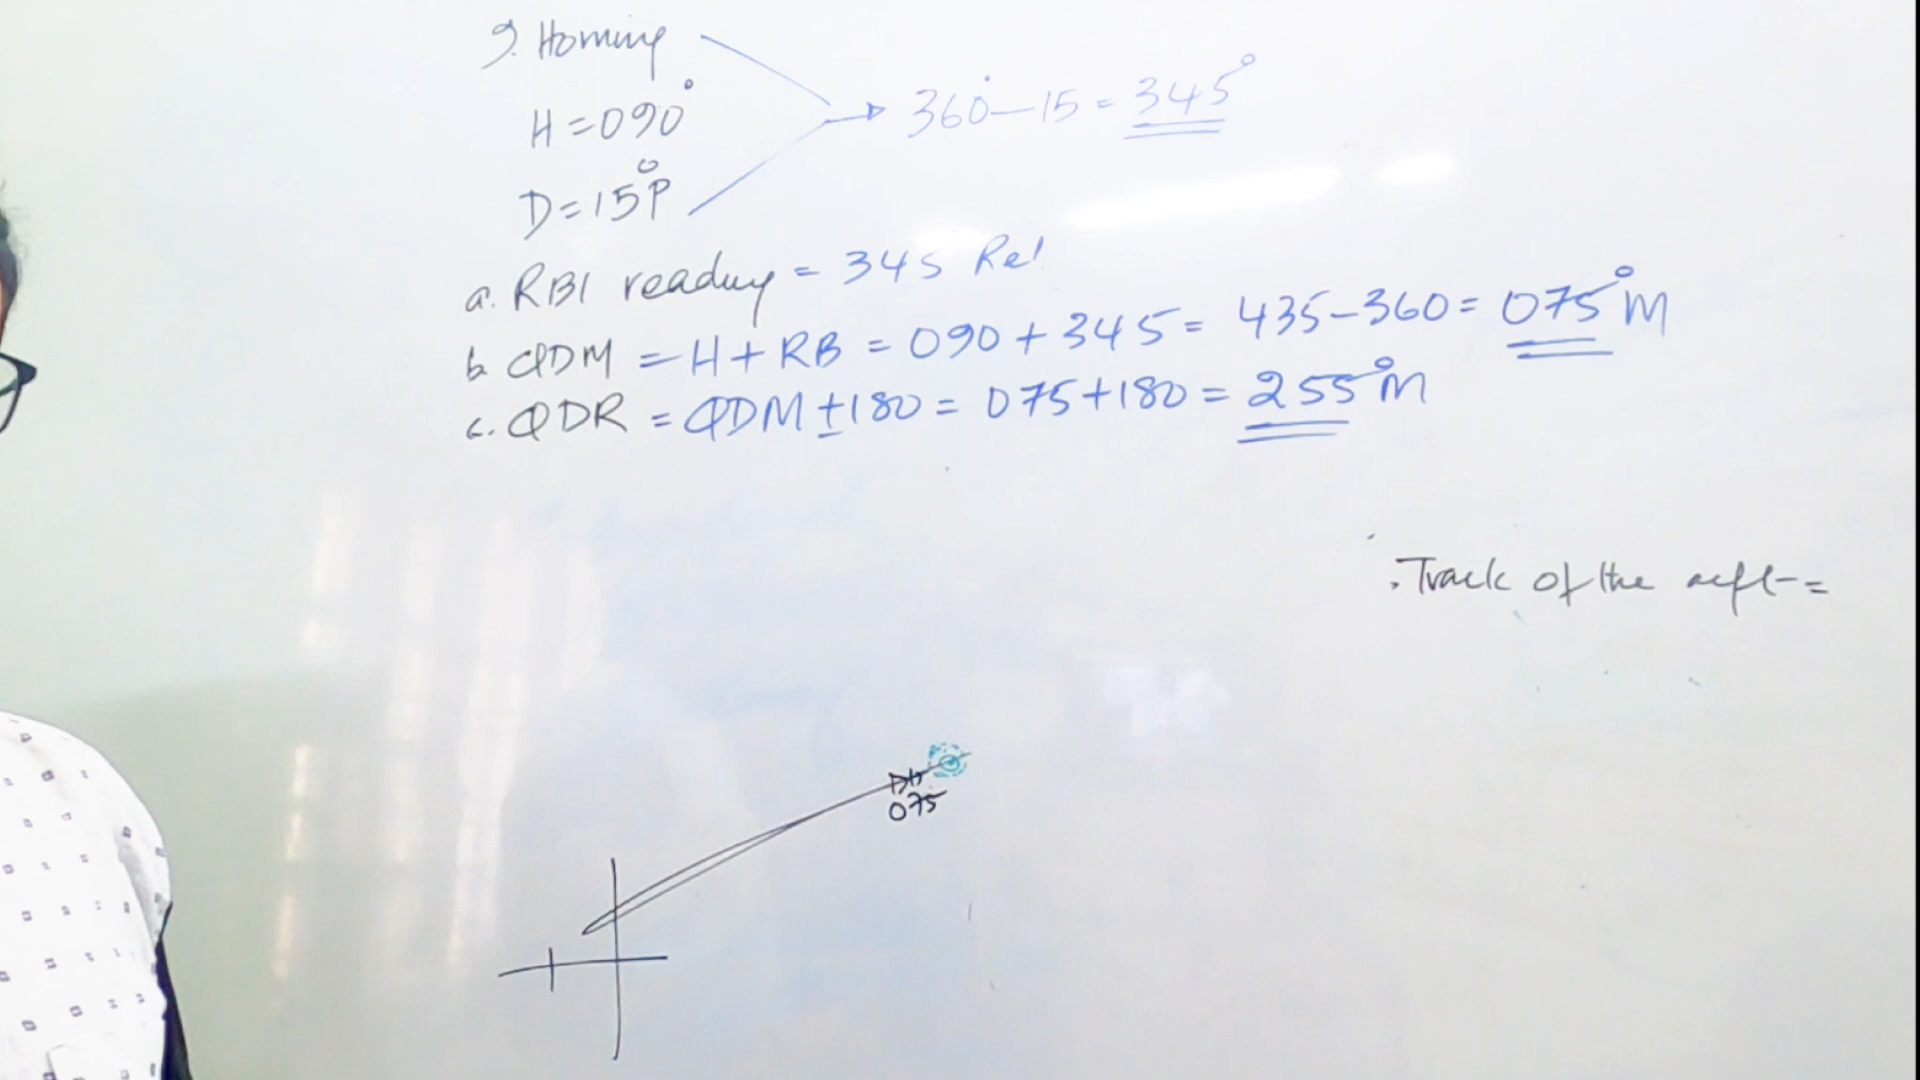 9. Homing
H = 090°
D = 15°P
360° - 15 = 345°
a. RBI reading = 345 Rel
b. QDM = H + RB = 090 + 345 = 435 - 360 = 075°M
c. QDR = QDM ± 180 = 075 + 180 = 255°M
Track of the acft =
075